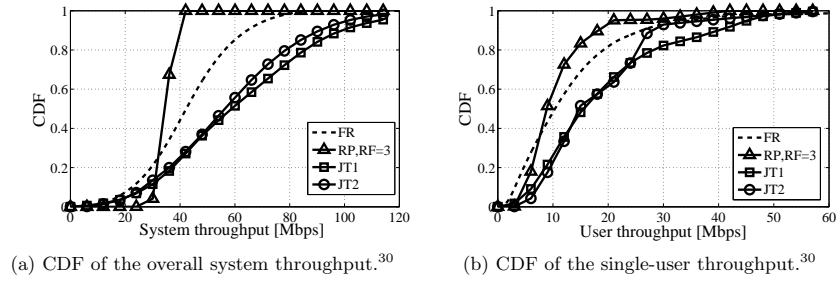 1
0.8
0.6
0.4
0.2
0
CDF
0 20 40 60 80 100 120
System throughput [Mbps]
FR
RP,RF=3
JT1
JT2
(a) CDF of the overall system throughput.30
1
0.8
0.6
0.4
0.2
0
CDF
0 10 20 30 40 50 60
User throughput [Mbps]
FR
RP,RF=3
JT1
JT2
(b) CDF of the single-user throughput.30